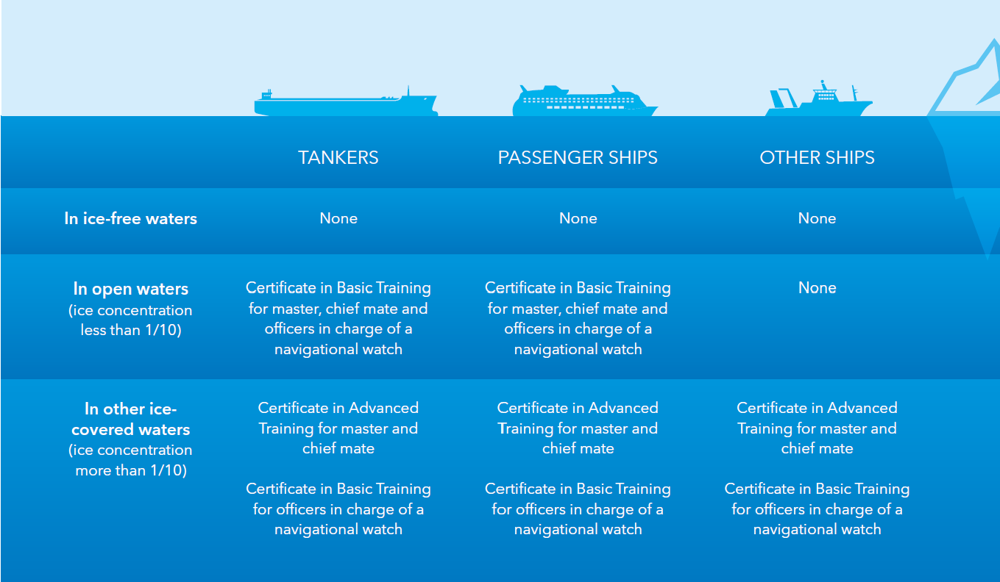 TANKERS
PASSENGER SHIPS
OTHER SHIPS
In ice-free waters
None
None
None
In open waters
(ice concentration
less than 1/10)
Certificate in Basic Training
for master, chief mate and
officers in charge of a
navigational watch
Certificate in Basic Training
for master, chief mate and
officers in charge of a
navigational watch
None
In other ice-
covered waters
(ice concentration
more than 1/10)
Certificate in Advanced
Training for master and
chief mate
Certificate in Basic Training
for officers in charge of a
navigational watch
Certificate in Advanced
Training for master and
chief mate
Certificate in Basic Training
for officers in charge of a
navigational watch
Certificate in Advanced
Training for master and
chief mate
Certificate in Basic Training
for officers in charge of a
navigational watch